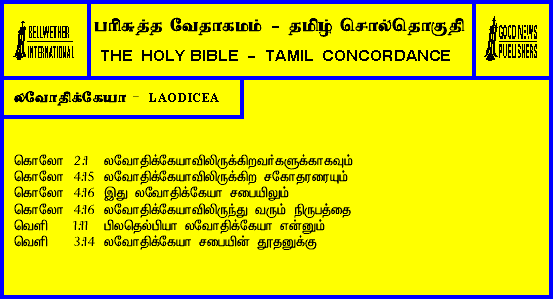 BELLWETHER
INTERNATIONAL
பரிசுத்த வேதாகமம் - தமிழ் சொல்தொகுதி
THE HOLY BIBLE - TAMIL CONCORDANCE
GOOD NEWS
PUBLISHERS
லவோதிக்கேயா - LAODICEA
கொலோ 2:1 லவோதிக்கேயாவிலிருக்கிறவர்களுக்காகவும்
கொலோ 4:15 லவோதிக்கேயாவிலிருக்கிற சகோதரரையும்
கொலோ 4:16 இது லவோதிக்கேயா சபையிலும்
கொலோ 4:16 லவோதிக்கேயாவிலிருந்து வரும் நிருபத்தை
வெளி 1:11 பிலதெல்பியா லவோதிக்கேயா என்னும்
வெளி 3:14 லவோதிக்கேயா சபையின் தூதனுக்கு